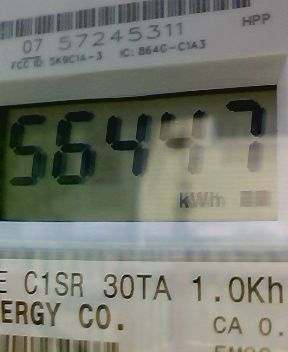 HPP
07 57245311
FCC ID: SK9C1A-3 IC: 864G-C1A3
56447
kWh
C1SR 30TA 1.0Kh
ERGY CO.
CA 0.